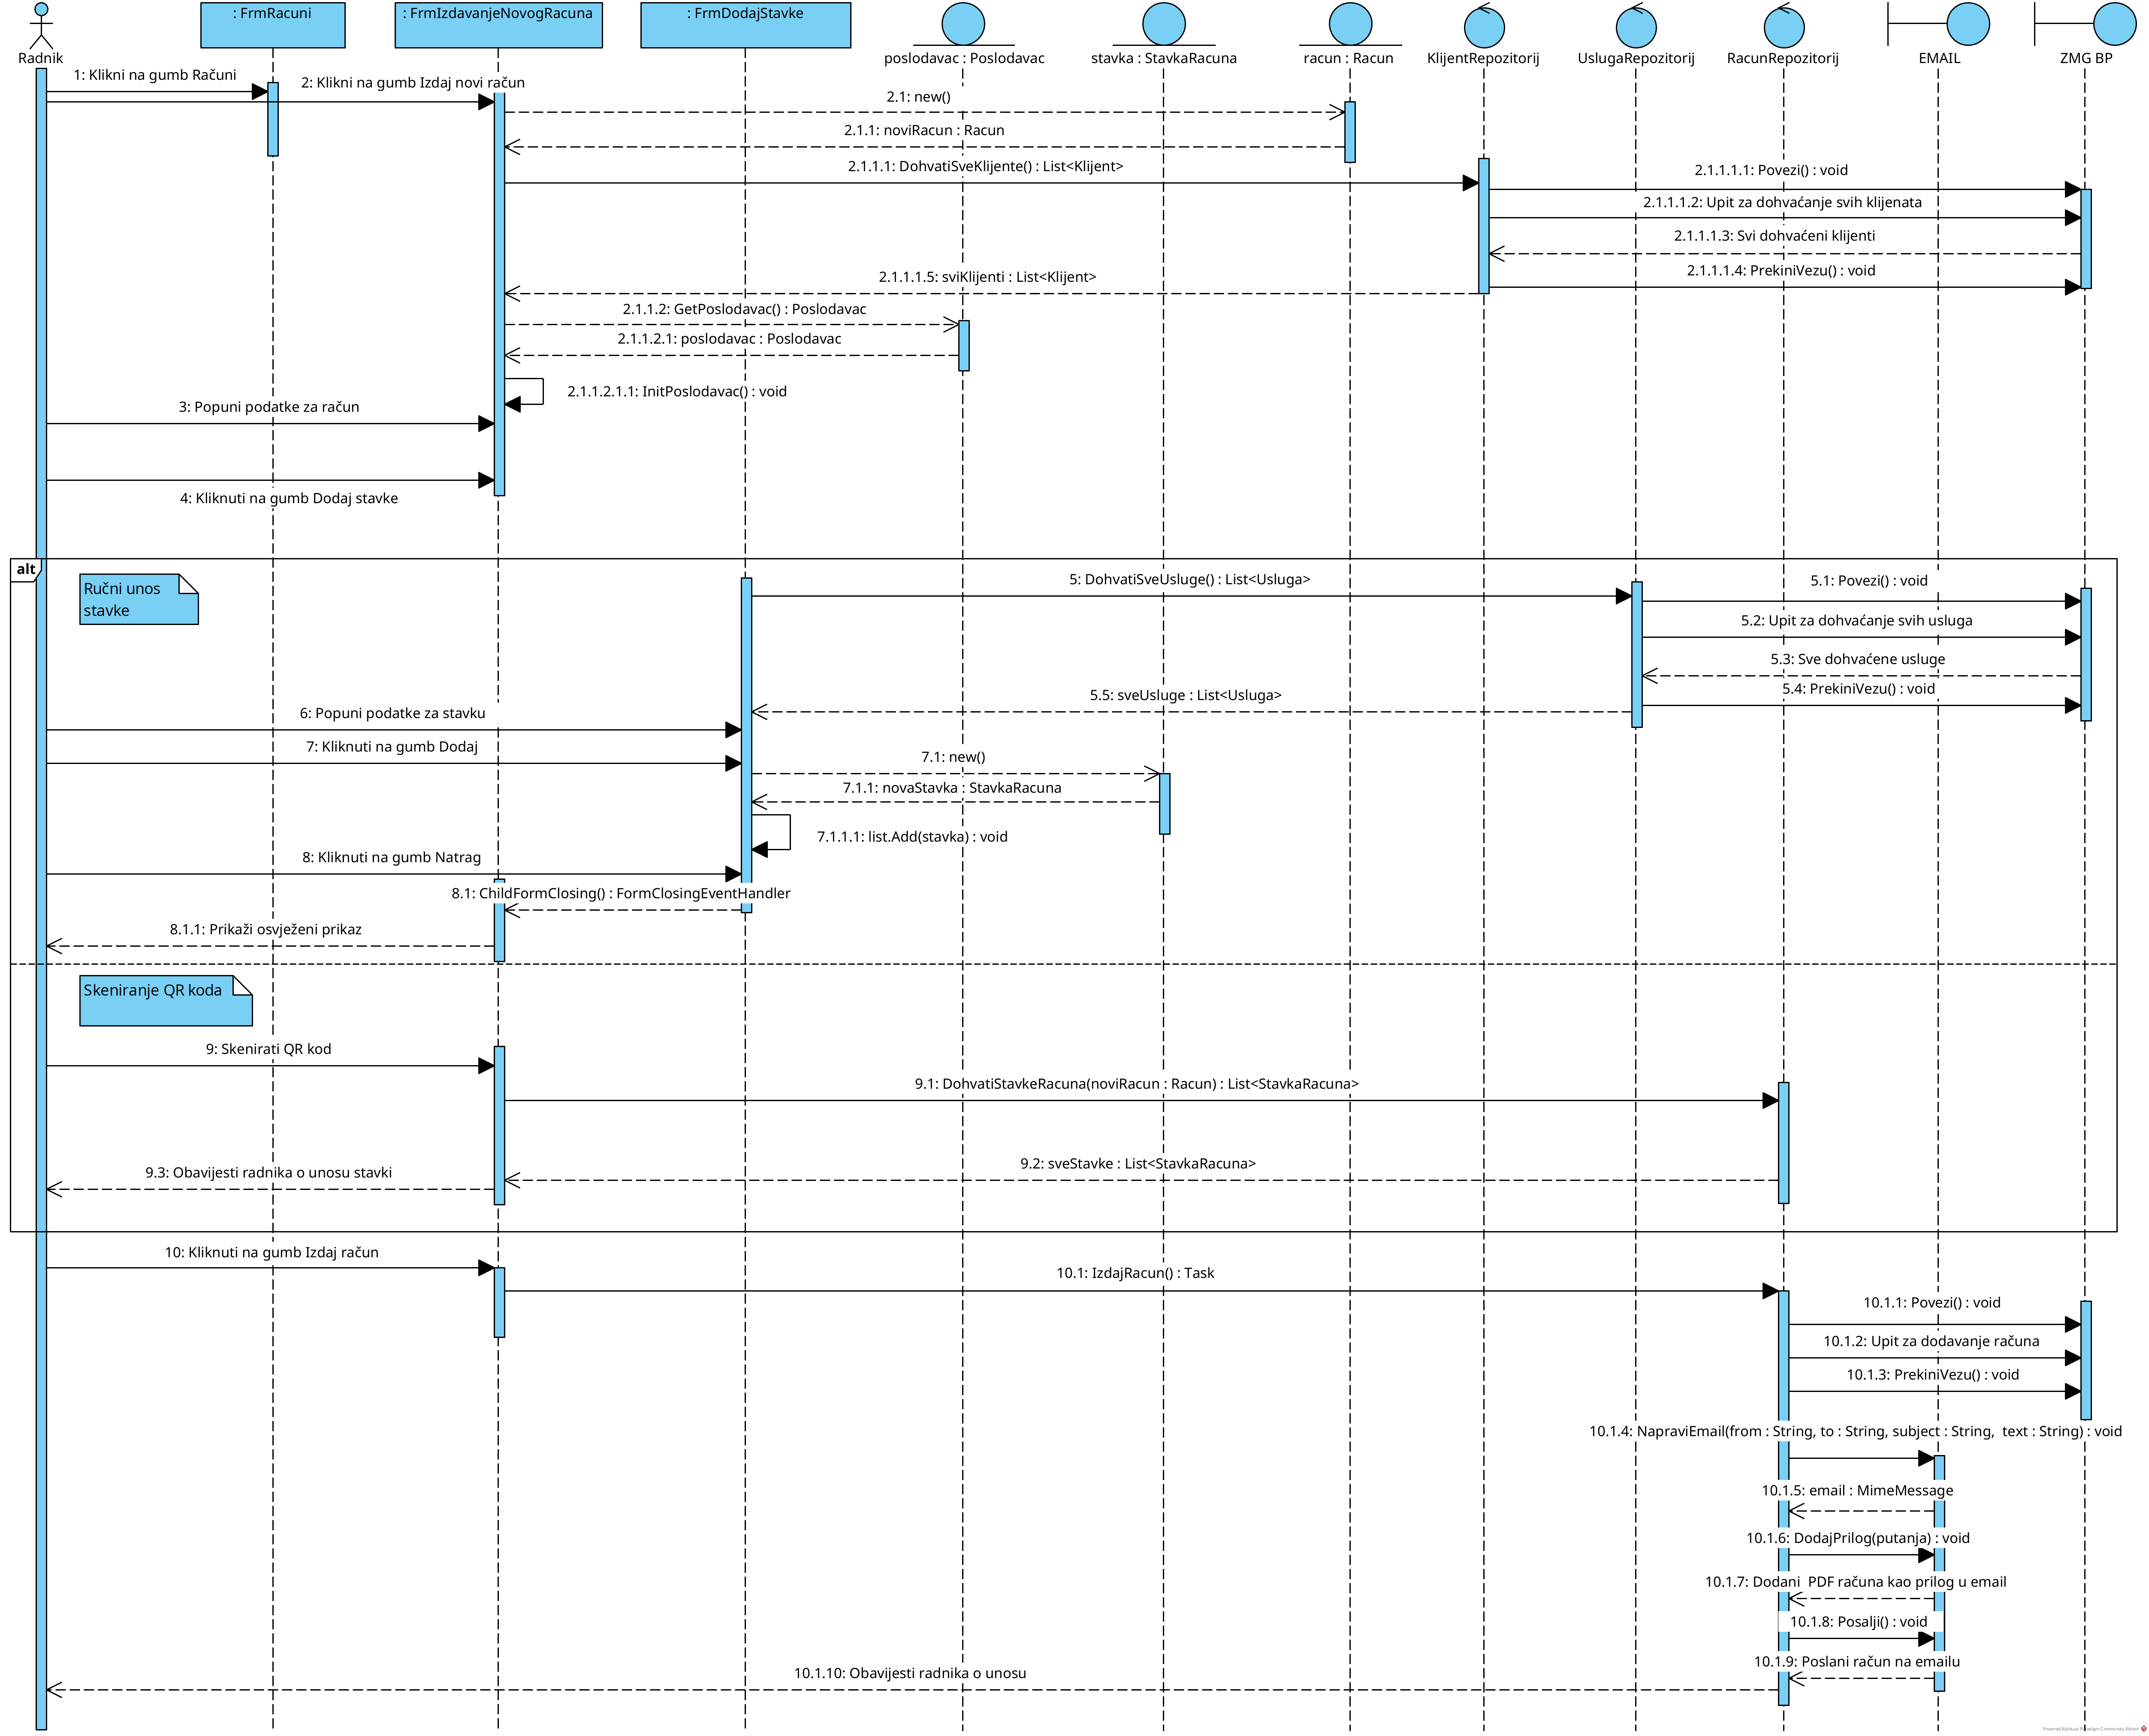 Radnik
: FrmRacuni
: FrmIzdavanjeNovogRacuna
: FrmDodajStavke
poslodavac : Poslodavac
stavka : StavkaRacuna
racun : Racun
KlijentRepozitorij
UslugaRepozitorij
RacunRepozitorij
EMAIL
ZMG BP
1: Klikni na gumb Računi
2: Klikni na gumb Izdaj novi račun
2.1: new()
2.1.1: noviRacun : Racun
2.1.1.1: DohvatiSveKlijente() : List<Klijent>
2.1.1.1.1: Povezi() : void
2.1.1.1.2: Upit za dohvaćanje svih klijenata
2.1.1.1.3: Svi dohvaćeni klijenti
2.1.1.1.4: PrekiniVezu() : void
2.1.1.1.5: sviKlijenti : List<Klijent>
2.1.1.2: GetPoslodavac() : Poslodavac
2.1.1.2.1: poslodavac : Poslodavac
2.1.1.2.1.1: InitPoslodavac() : void
3: Popuni podatke za račun
4: Kliknuti na gumb Dodaj stavke
alt
Ručni unos
stavke
5: DohvatiSveUsluge() : List<Usluga>
5.1: Povezi() : void
5.2: Upit za dohvaćanje svih usluga
5.3: Sve dohvaćene usluge
5.4: PrekiniVezu() : void
5.5: sveUsluge : List<Usluga>
6: Popuni podatke za stavku
7: Kliknuti na gumb Dodaj
7.1: new()
7.1.1: novaStavka : StavkaRacuna
7.1.1.1: list.Add(stavka) : void
8: Kliknuti na gumb Natrag
8.1: ChildFormClosing() : FormClosingEventHandler
8.1.1: Prikaži osvježeni prikaz
Skeniranje QR koda
9: Skenirati QR kod
9.1: DohvatiStavkeRacuna(noviRacun : Racun) : List<StavkaRacuna>
9.2: sveStavke : List<StavkaRacuna>
9.3: Obavijesti radnika o unosu stavki
10: Kliknuti na gumb Izdaj račun
10.1: IzdajRacun() : Task
10.1.1: Povezi() : void
10.1.2: Upit za dodavanje računa
10.1.3: PrekiniVezu() : void
10.1.4: NapraviEmail(from : String, to : String, subject : String,  text : String) : void
10.1.5: email : MimeMessage
10.1.6: DodajPrilog(putanja) : void
10.1.7: Dodani  PDF računa kao prilog u email
10.1.8: Posalji() : void
10.1.9: Poslani račun na emailu
10.1.10: Obavijesti radnika o unosu
Powered ByVisual Paradigm Community Edition